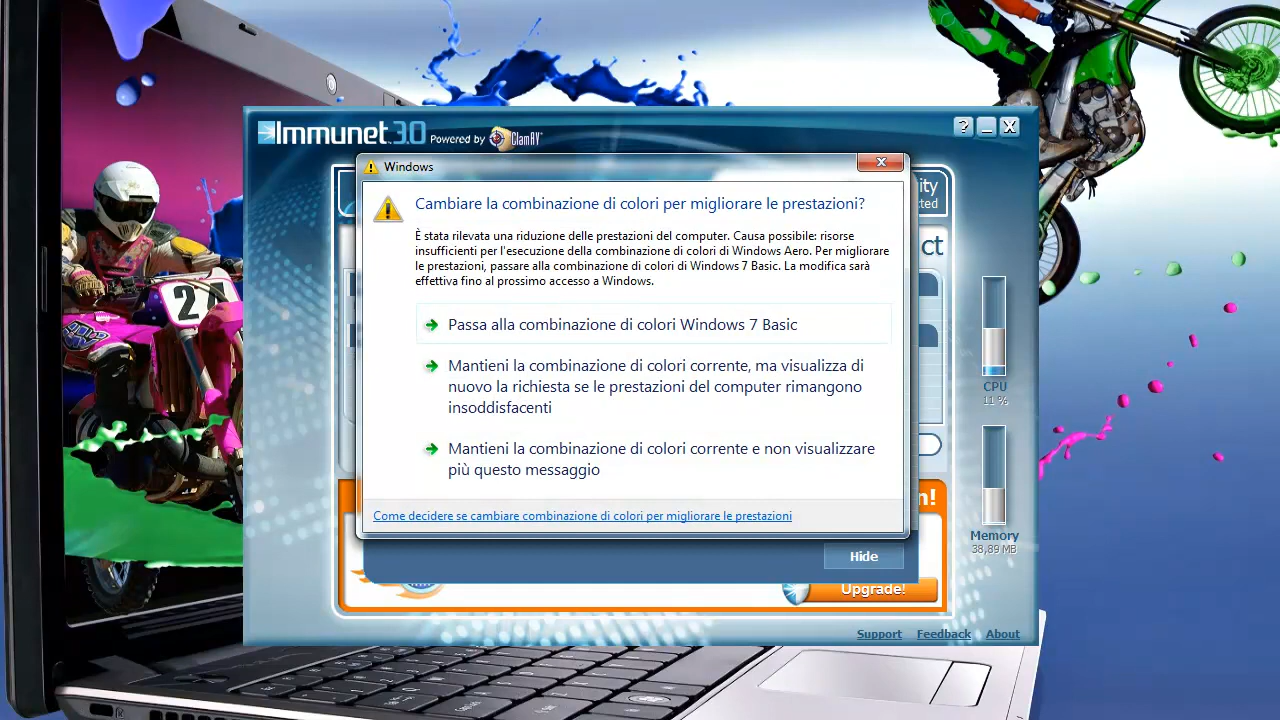 Immunet 3.0 Powered by ClamAV
? _ X
Windows
ity
cted
Cambiare la combinazione di colori per migliorare le prestazioni?
È stata rilevata una riduzione delle prestazioni del computer. Causa possibile: risorse
insufficienti per l'esecuzione della combinazione di colori di Windows Aero. Per migliorare
le prestazioni, passare alla combinazione di colori di Windows 7 Basic. La modifica sarà
effettiva fino al prossimo accesso a Windows.
ct
24
Passa alla combinazione di colori Windows 7 Basic
Mantieni la combinazione di colori corrente, ma visualizza di
nuovo la richiesta se le prestazioni del computer rimangono
insoddisfacenti
CPU
11 %
Mantieni la combinazione di colori corrente e non visualizzare
più questo messaggio
n!
Come decidere se cambiare combinazione di colori per migliorare le prestazioni
Memory
38,89 MB
Hide
Upgrade!
Support Feedback About